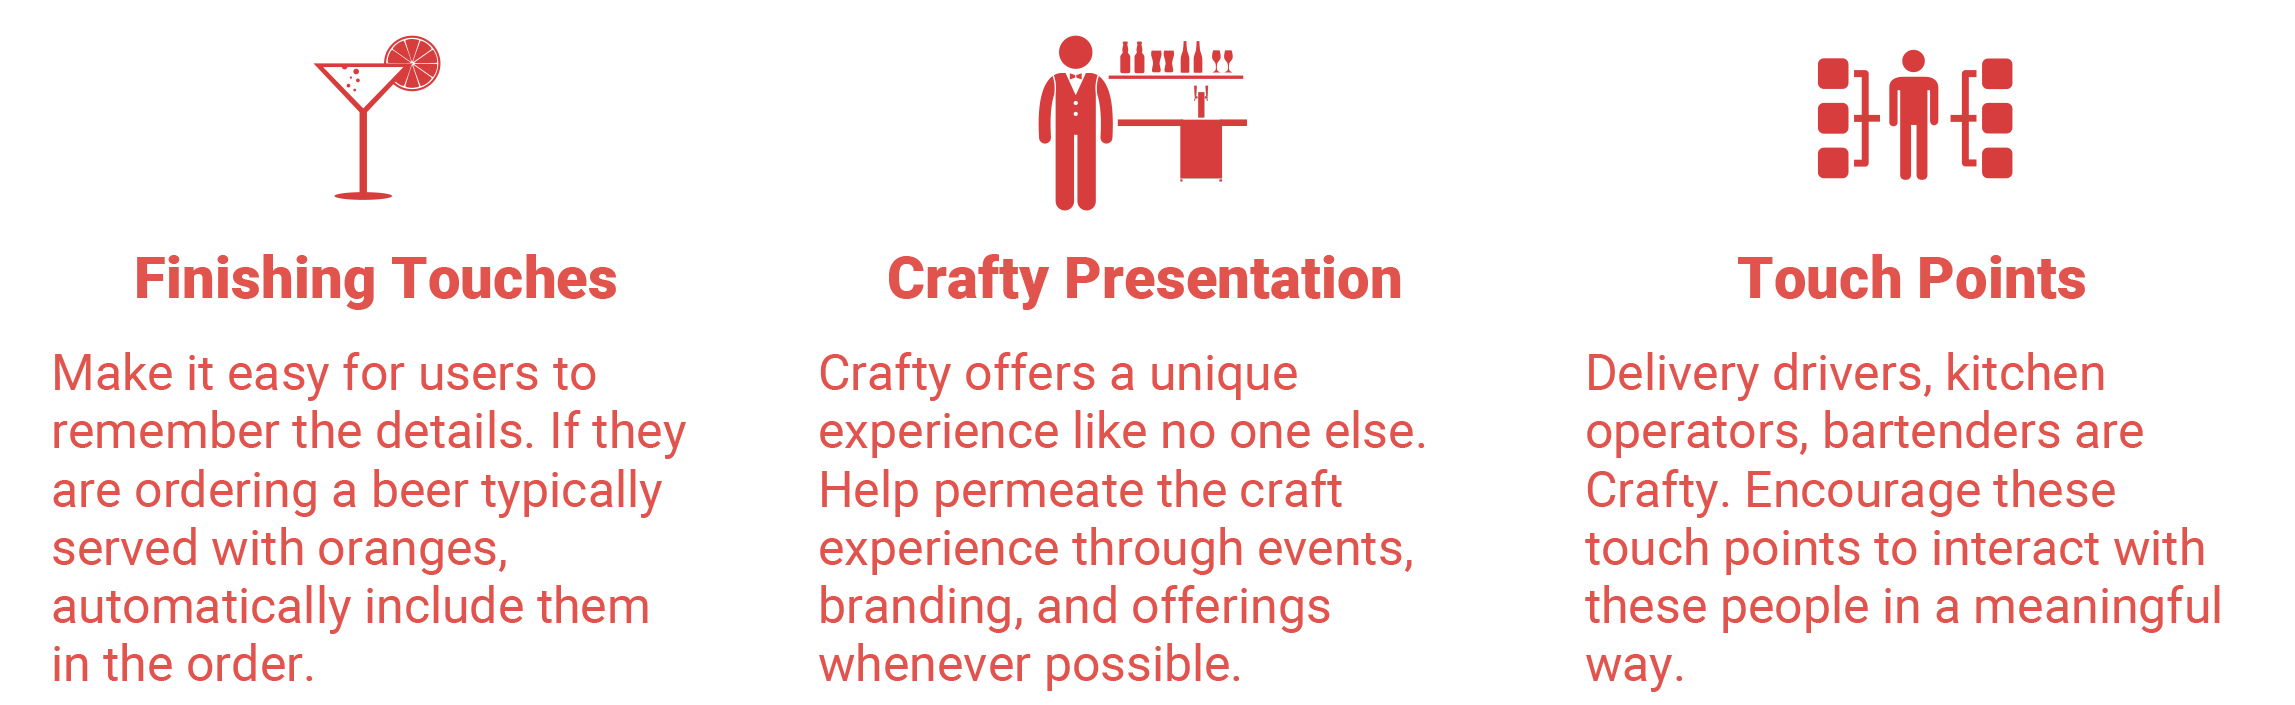 Finishing Touches
Make it easy for users to
remember the details. If they
are ordering a beer typically
served with oranges,
automatically include them
in the order.
Crafty Presentation
Crafty offers a unique
experience like no one else.
Help permeate the craft
experience through events,
branding, and offerings
whenever possible.
Touch Points
Delivery drivers, kitchen
operators, bartenders are
Crafty. Encourage these
touch points to interact with
these people in a meaningful
way.